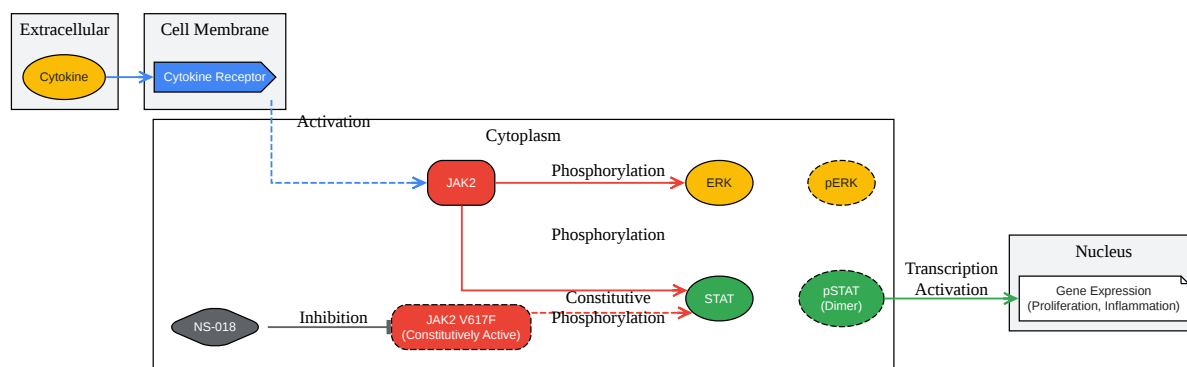 Extracellular
Cytokine
Cell Membrane
Cytokine Receptor
Activation
Cytoplasm
JAK2
Phosphorylation
ERK
pERK
Phosphorylation
NS-018
Inhibition
JAK2 V617F
(Constitutively Active)
Constitutive
Phosphorylation
STAT
pSTAT
(Dimer)
Transcription
Activation
Nucleus
Gene Expression
(Proliferation, Inflammation)